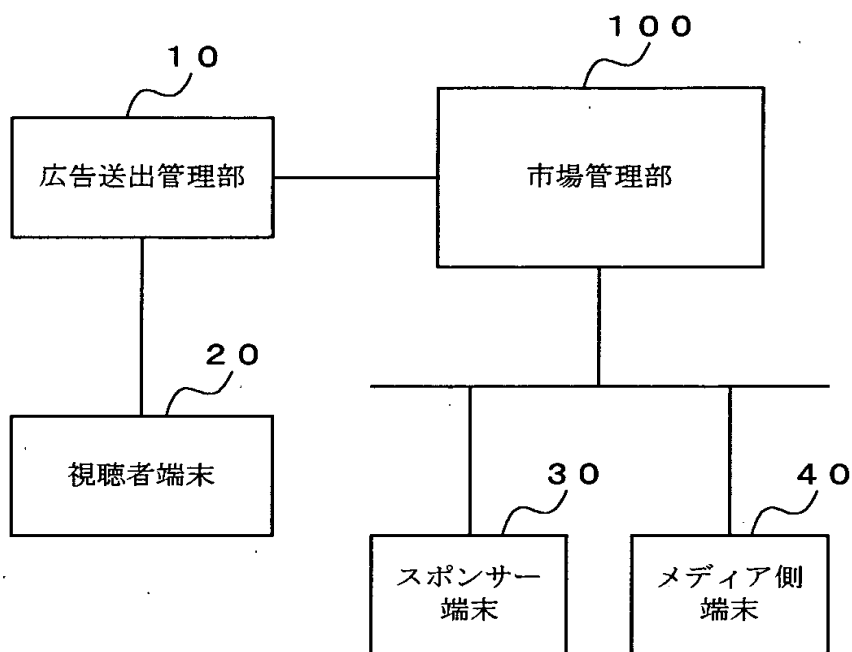 １０
１００
広告送出管理部
市場管理部
２０
視聴者端末
３０
４０
スポンサー
端末
メディア側
端末